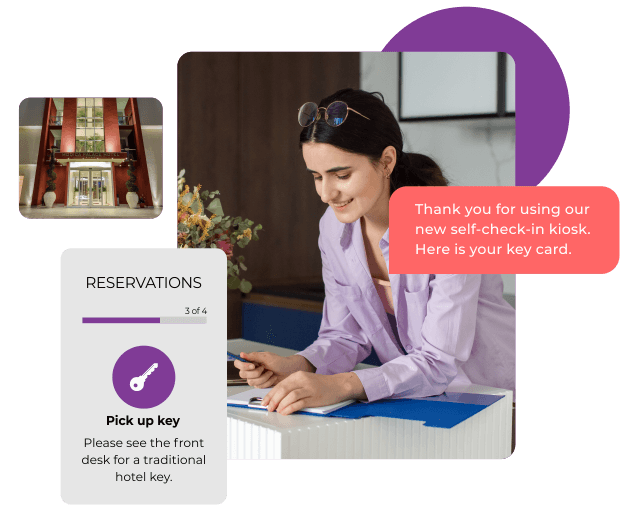 Thank you for using our
new self-check-in kiosk.
Here is your key card.
RESERVATIONS
3 of 4
Pick up key
Please see the front
desk for a traditional
hotel key.